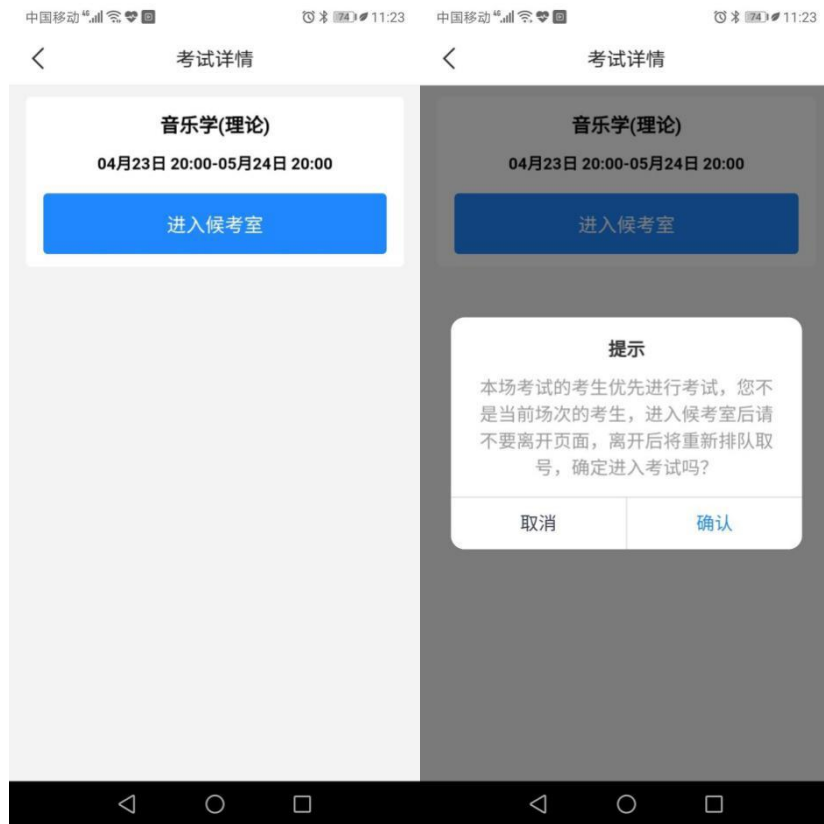 中国移动 46 74 11:23
考试详情
音乐学(理论)
04月23日 20:00-05月24日 20:00
进入候考室
中国移动 46 74 11:23
考试详情
音乐学(理论)
04月23日 20:00-05月24日 20:00
进入候考室
提示
本场考试的考生优先进行考试，您不
是当前场次的考生，进入候考室后请
不要离开页面，离开后将重新排队取
号，确定进入考试吗？
取消 确认